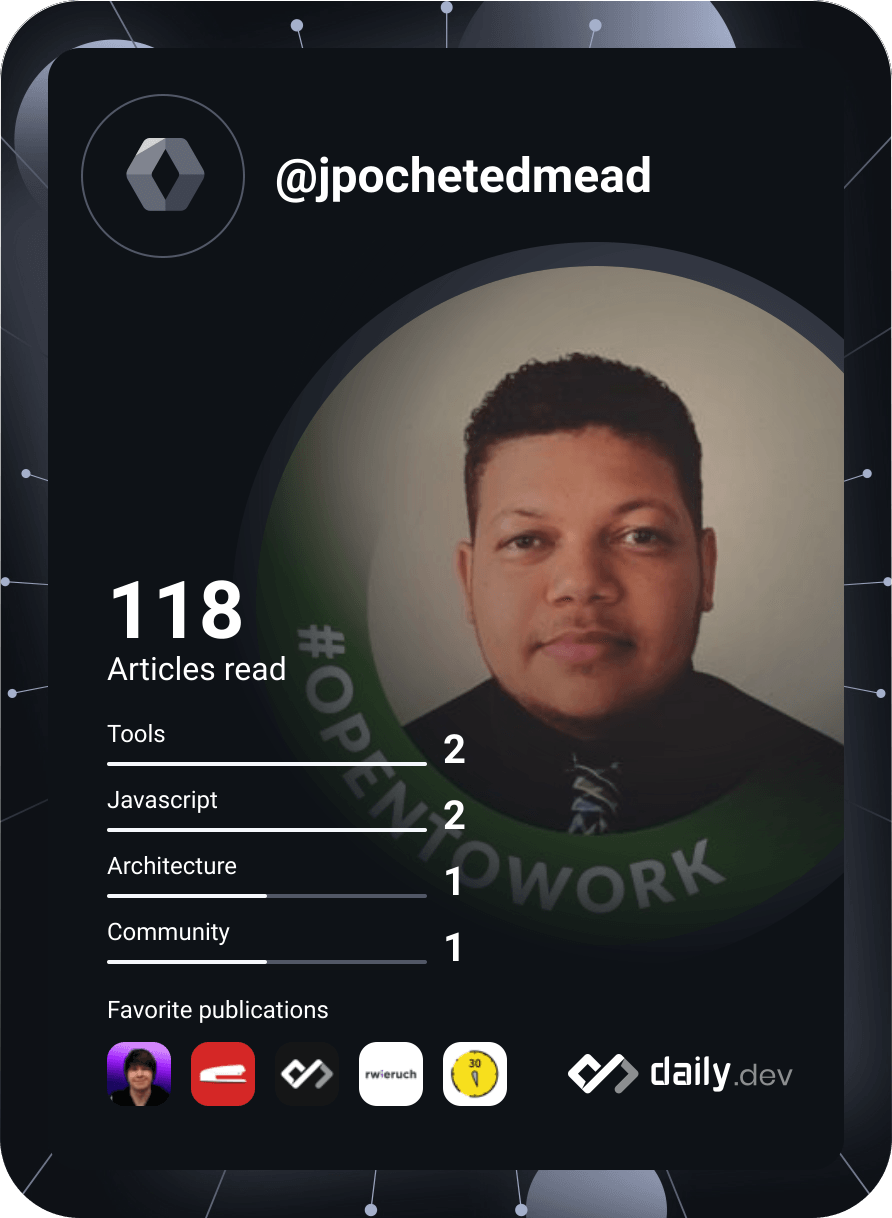 @jpochetedmead
118
Articles read
#OPENTOWORK
Tools
2
Javascript
2
Architecture
1
Community
1
Favorite publications
rwieruch
30
daily.dev